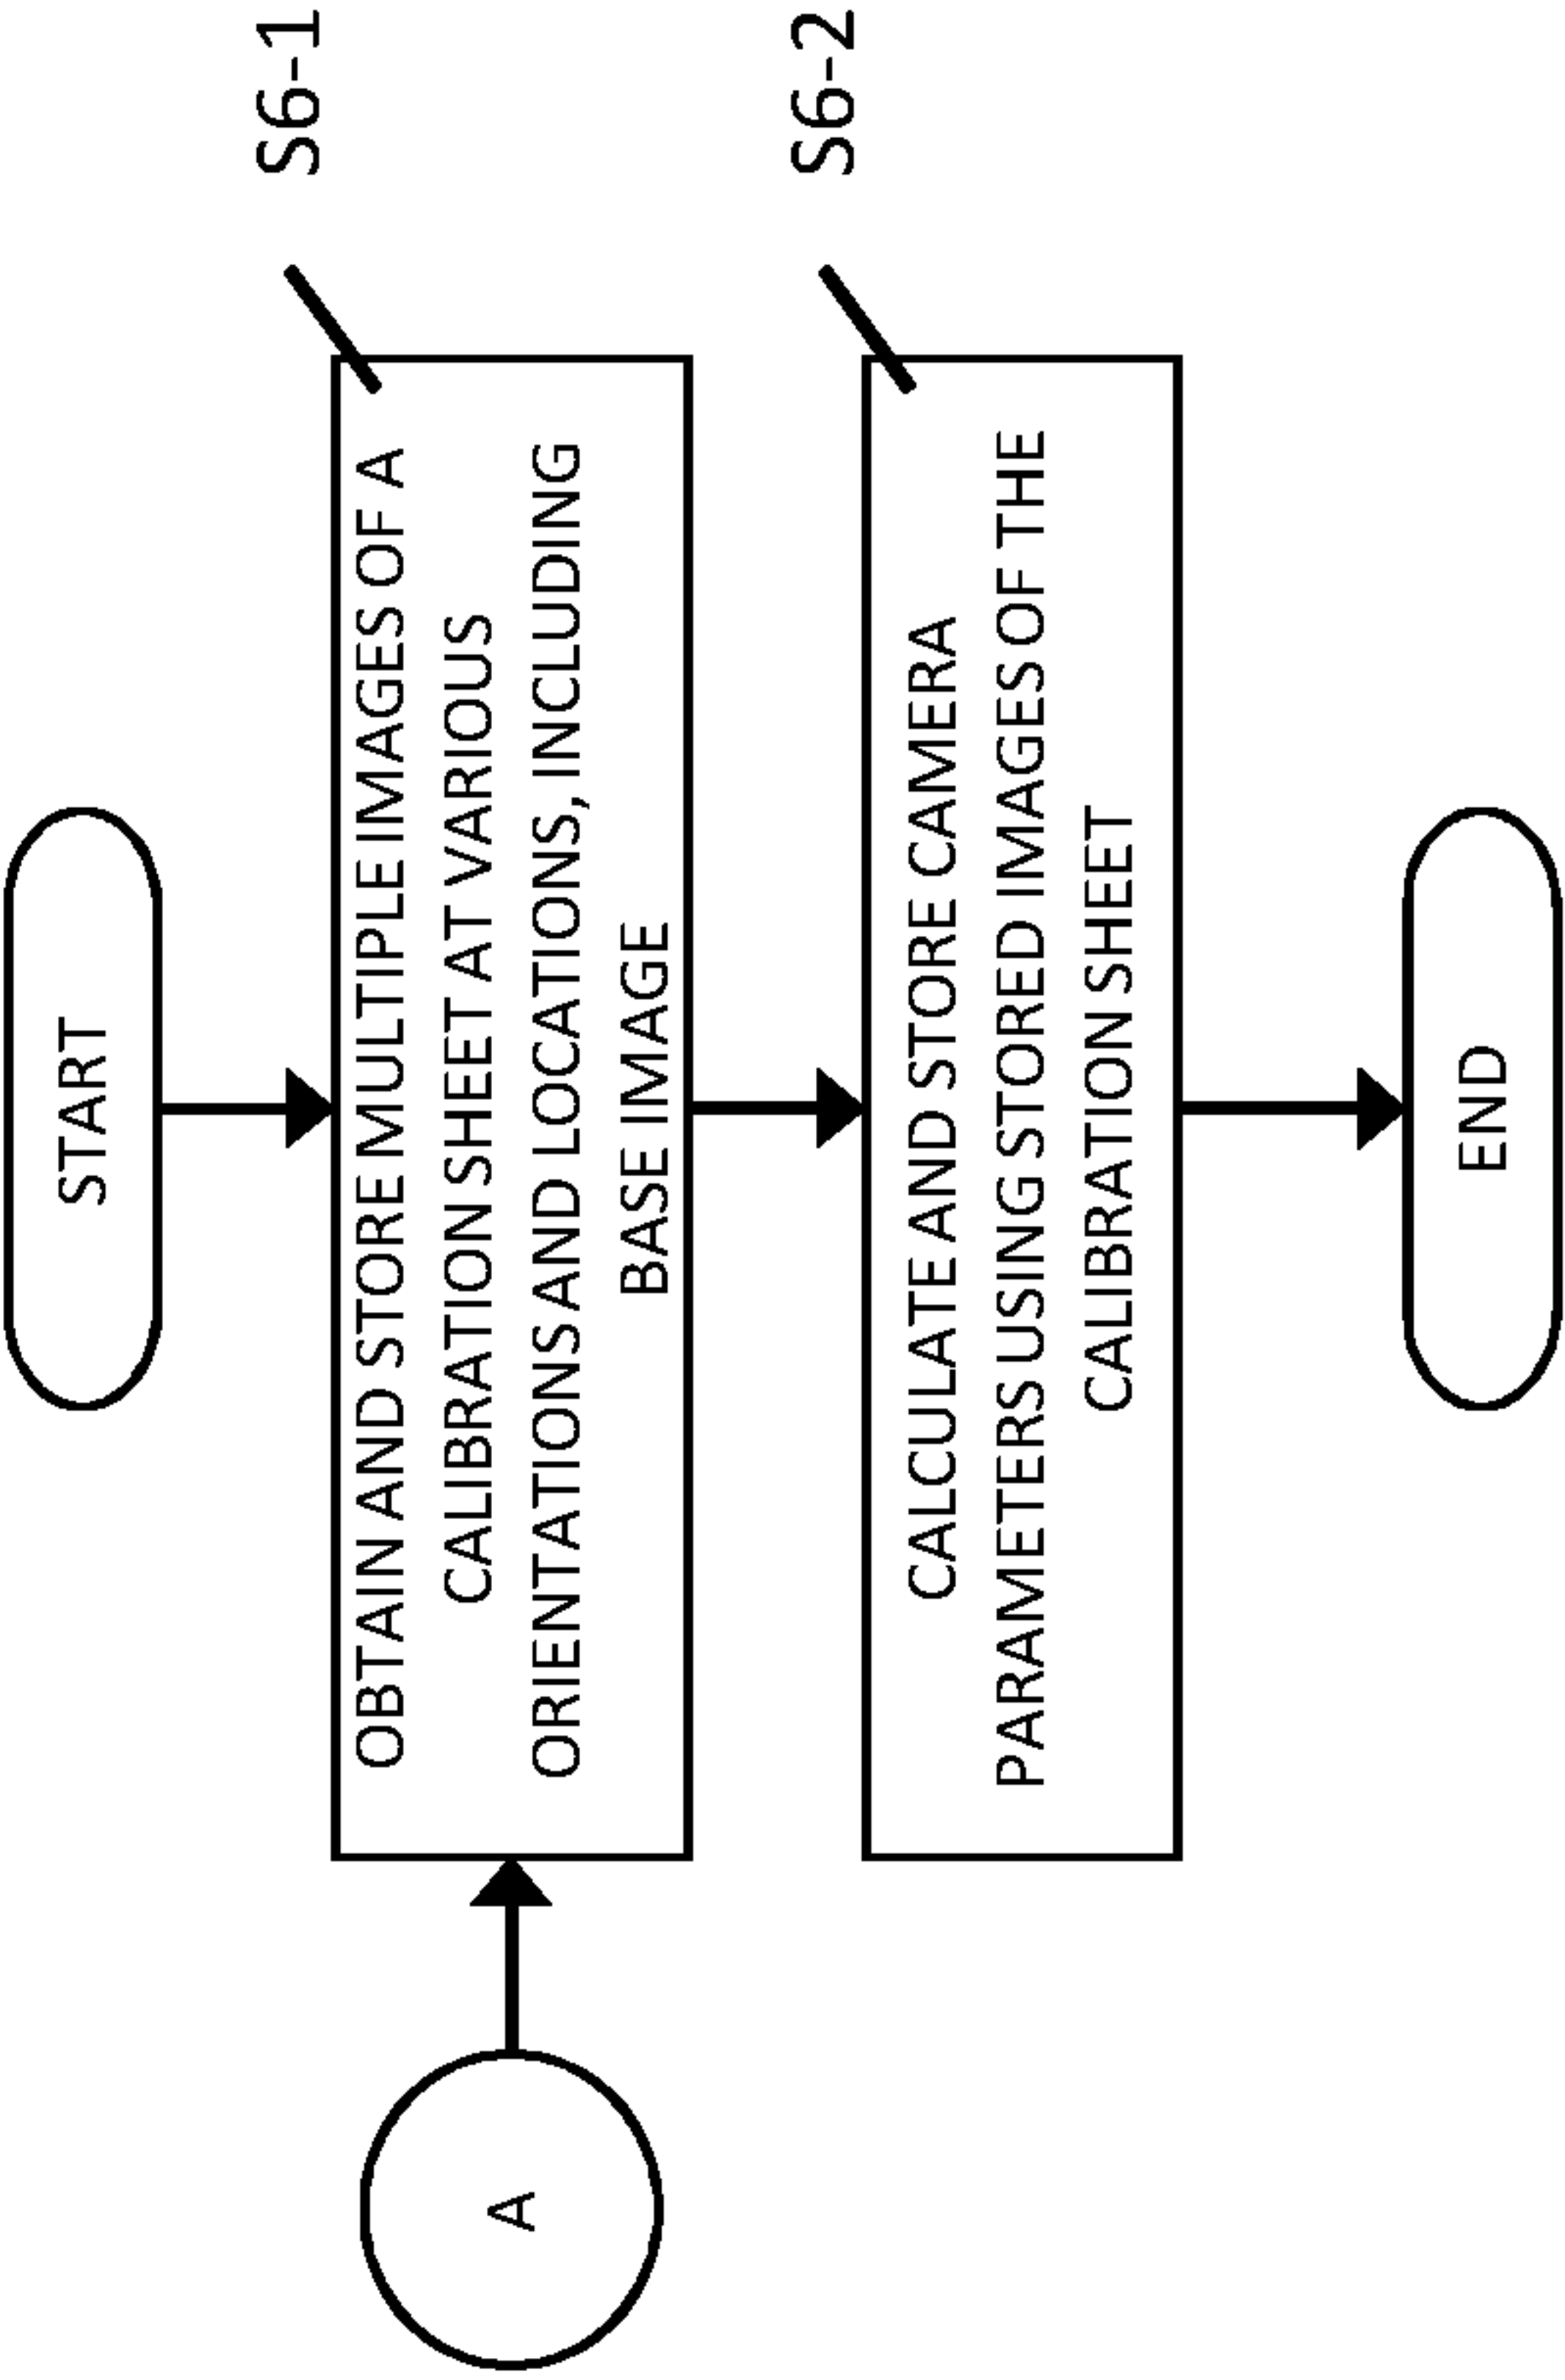 START
S6-1
OBTAIN AND STORE MULTIPLE IMAGES OF A
CALIBRATION SHEET AT VARIOUS
ORIENTATIONS AND LOCATIONS, INCLUDING
BASE IMAGE
A
S6-2
CALCULATE AND STORE CAMERA
PARAMETERS USING STORED IMAGES OF THE
CALIBRATION SHEET
END